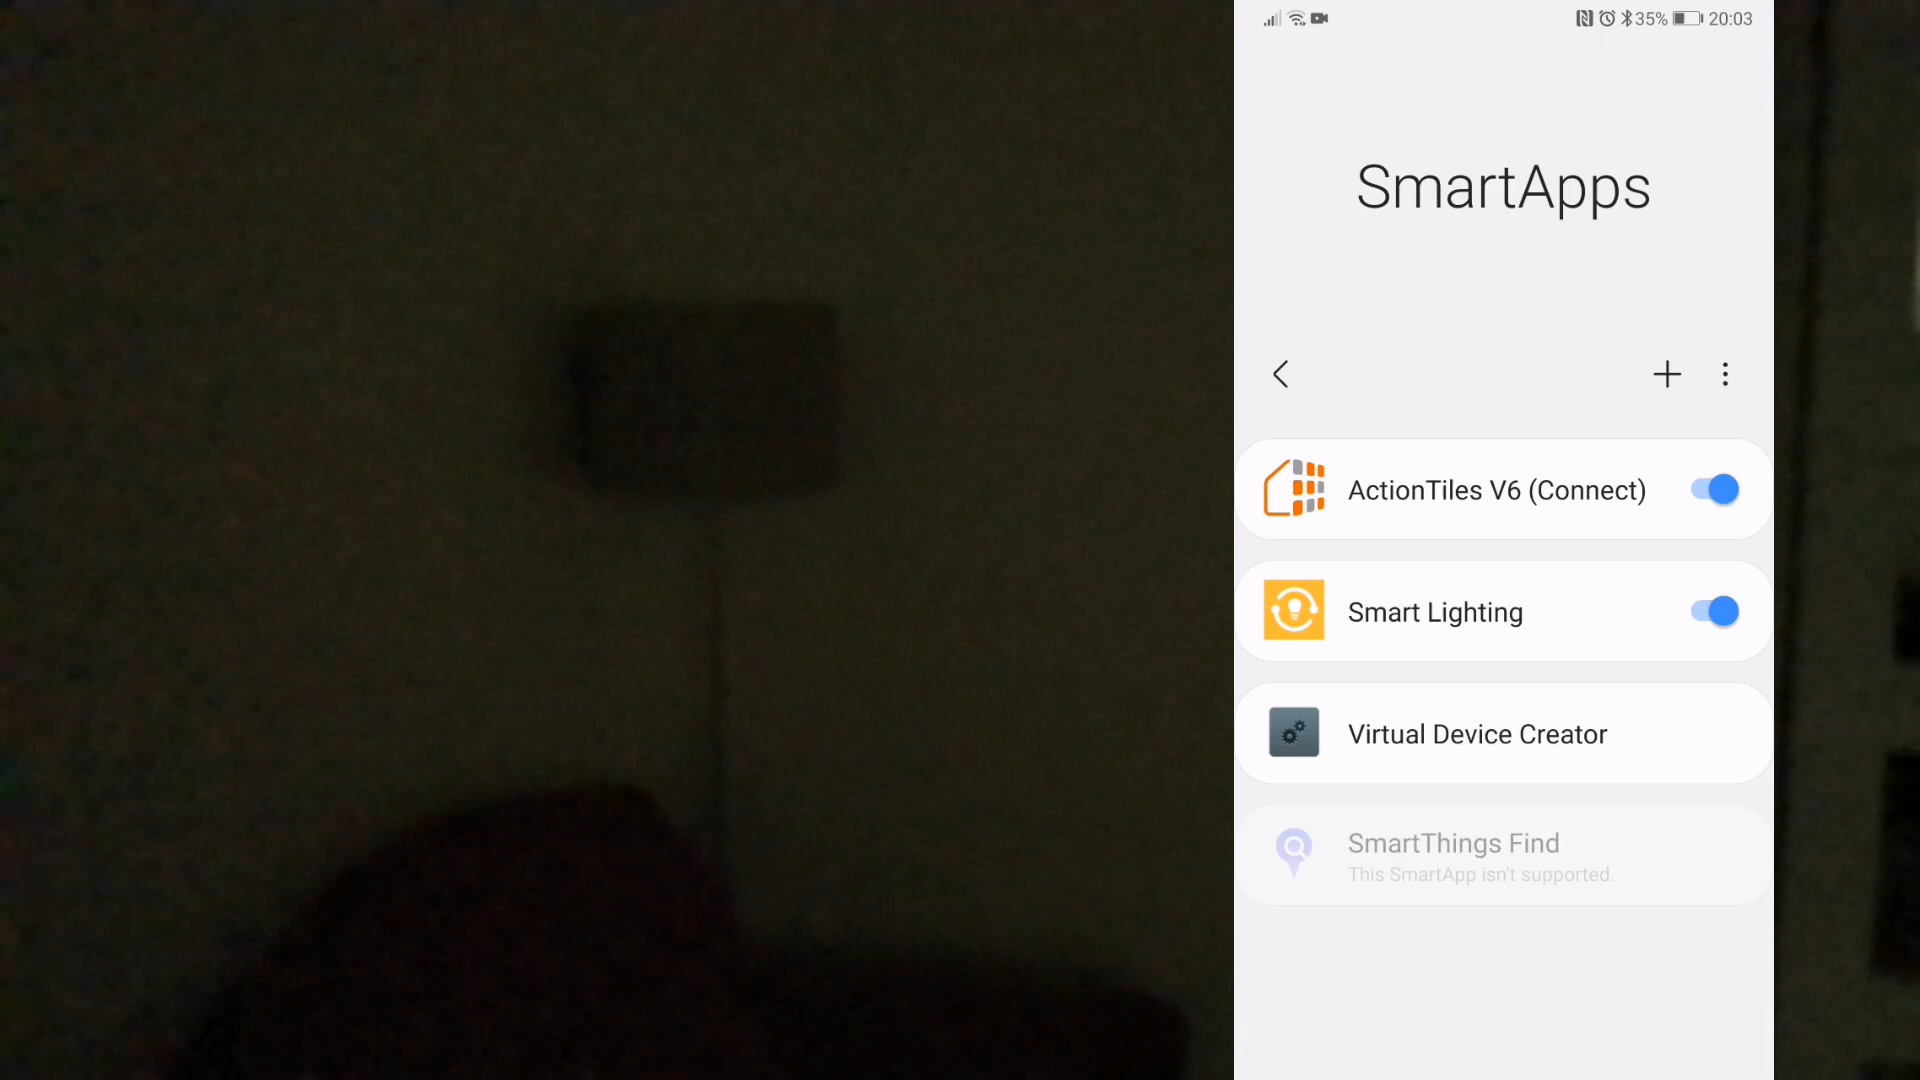 35% 20:03
SmartApps
ActionTiles V6 (Connect)
Smart Lighting
Virtual Device Creator
SmartThings Find
This SmartApp isn't supported.